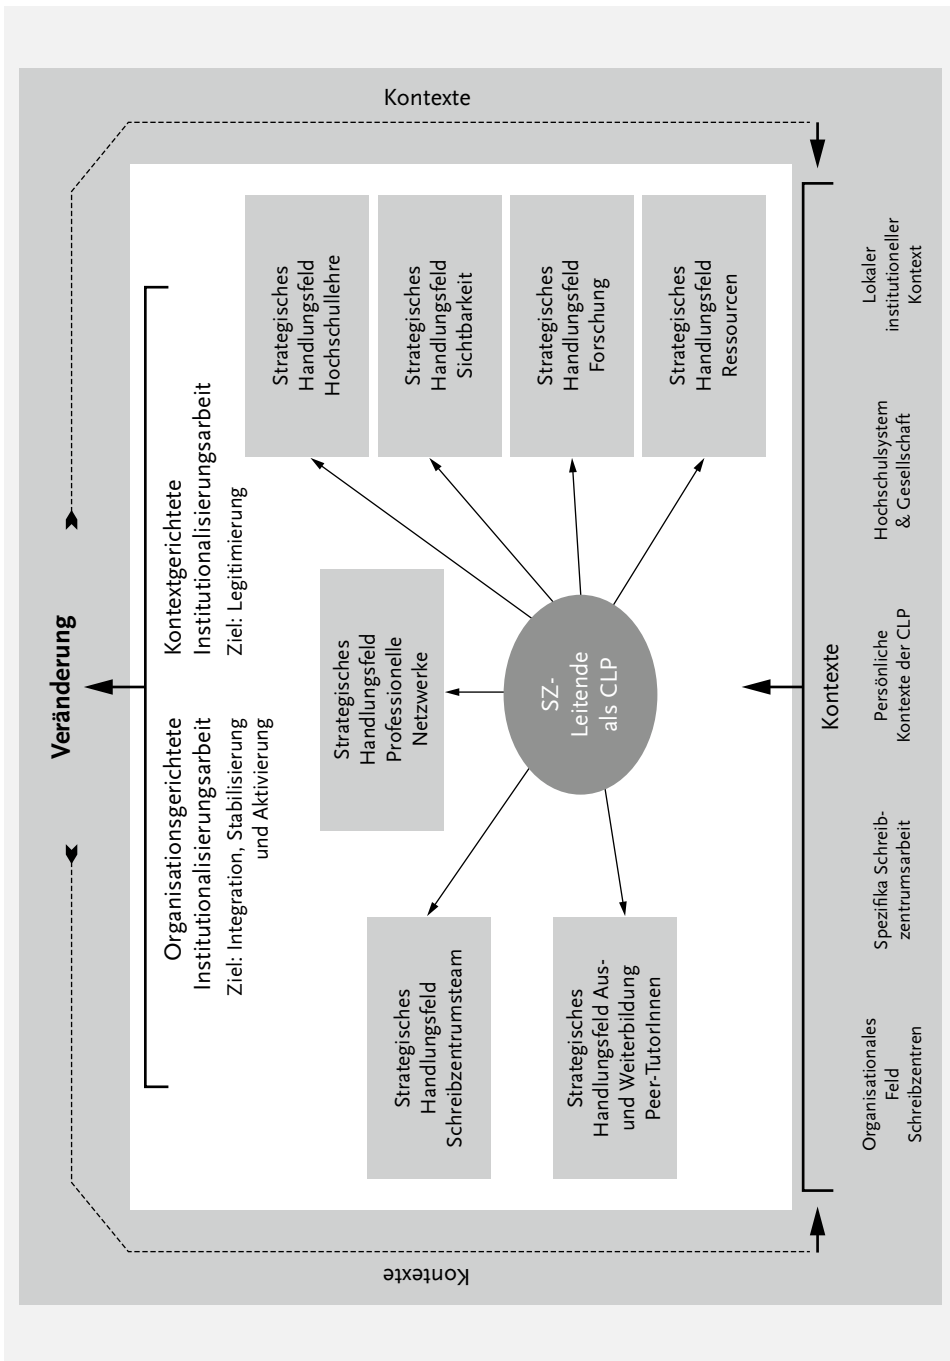 Veränderung
Kontexte
Kontexte
Organisationsgerichtete
Institutionalisierungsarbeit
Ziel: Integration, Stabilisierung
und Aktivierung
Kontextgerichtete
Institutionalisierungsarbeit
Ziel: Legitimierung
Strategisches
Handlungsfeld
Schreibzentrumsteam
Strategisches
Handlungsfeld Aus-
und Weiterbildung
Peer-TutorInnen
Strategisches
Handlungsfeld
Professionelle
Netzwerke
SZ-
Leitende
als CLP
Strategisches
Handlungsfeld
Hochschullehre
Strategisches
Handlungsfeld
Sichtbarkeit
Strategisches
Handlungsfeld
Forschung
Strategisches
Handlungsfeld
Ressourcen
Kontexte
Organisationales
Feld
Schreibzentren
Spezifika Schreib-
zentrumsarbeit
Persönliche
Kontexte der CLP
Hochschulsystem
& Gesellschaft
Lokaler
institutioneller
Kontext